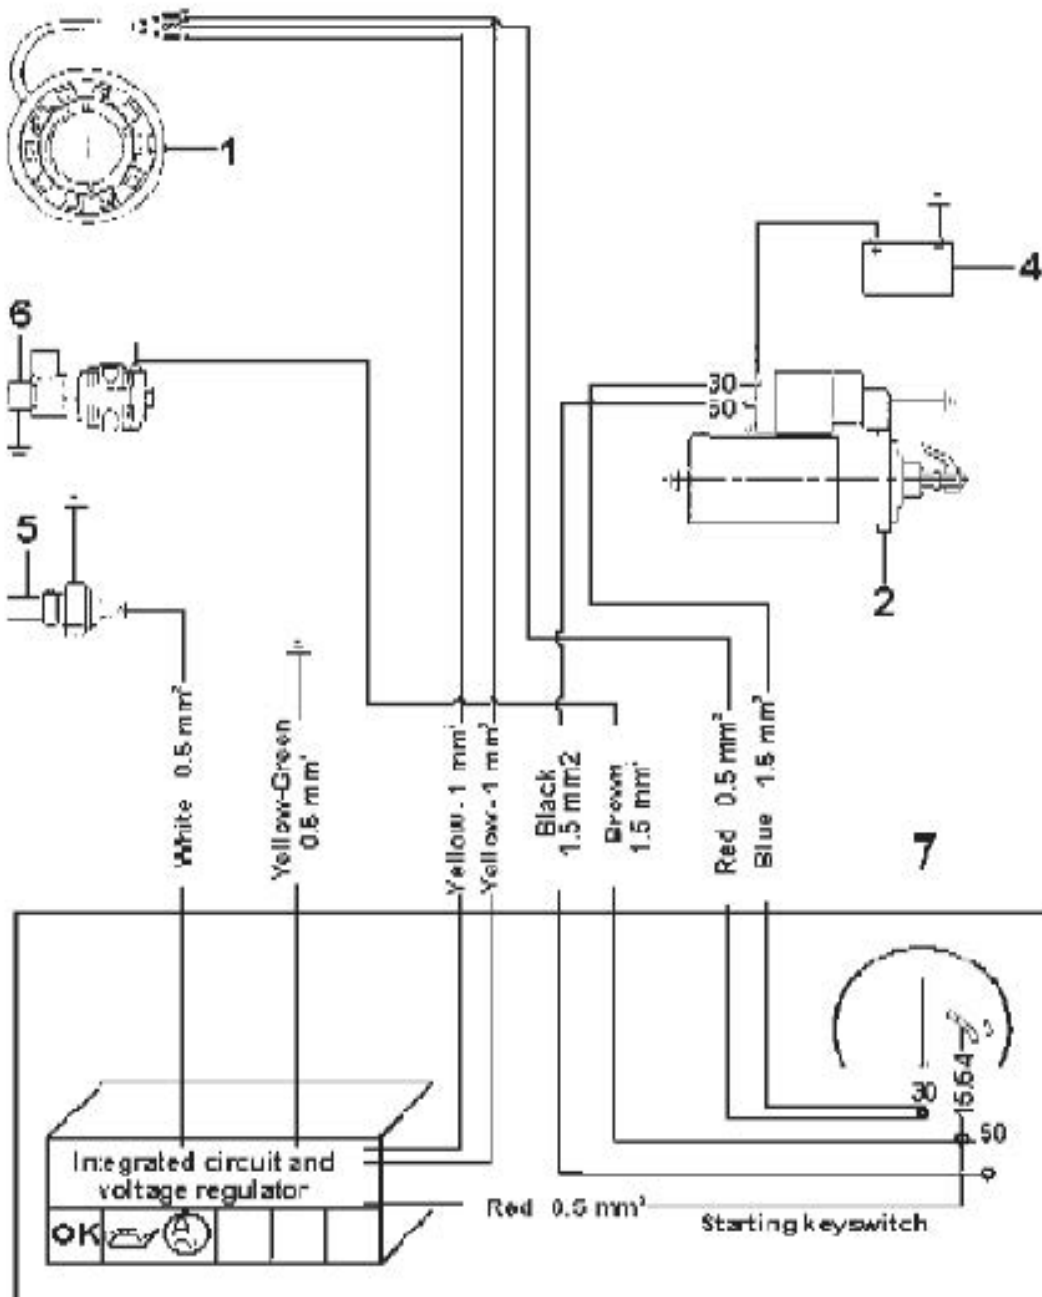 1
4
6
30
50
5
2
White 0.5 mm²
Yellow-Green
0.5 mm²
Yellow - 1 mm²
Yellow - 1 mm²
Black
1.5 mm2
Brown
1.5 mm²
Red 0.5 mm²
Blue 1.5 mm²
7
30
15.54
50
Integrated circuit and
voltage regulator
Red 0.5 mm²
OK
Starting keyswitch